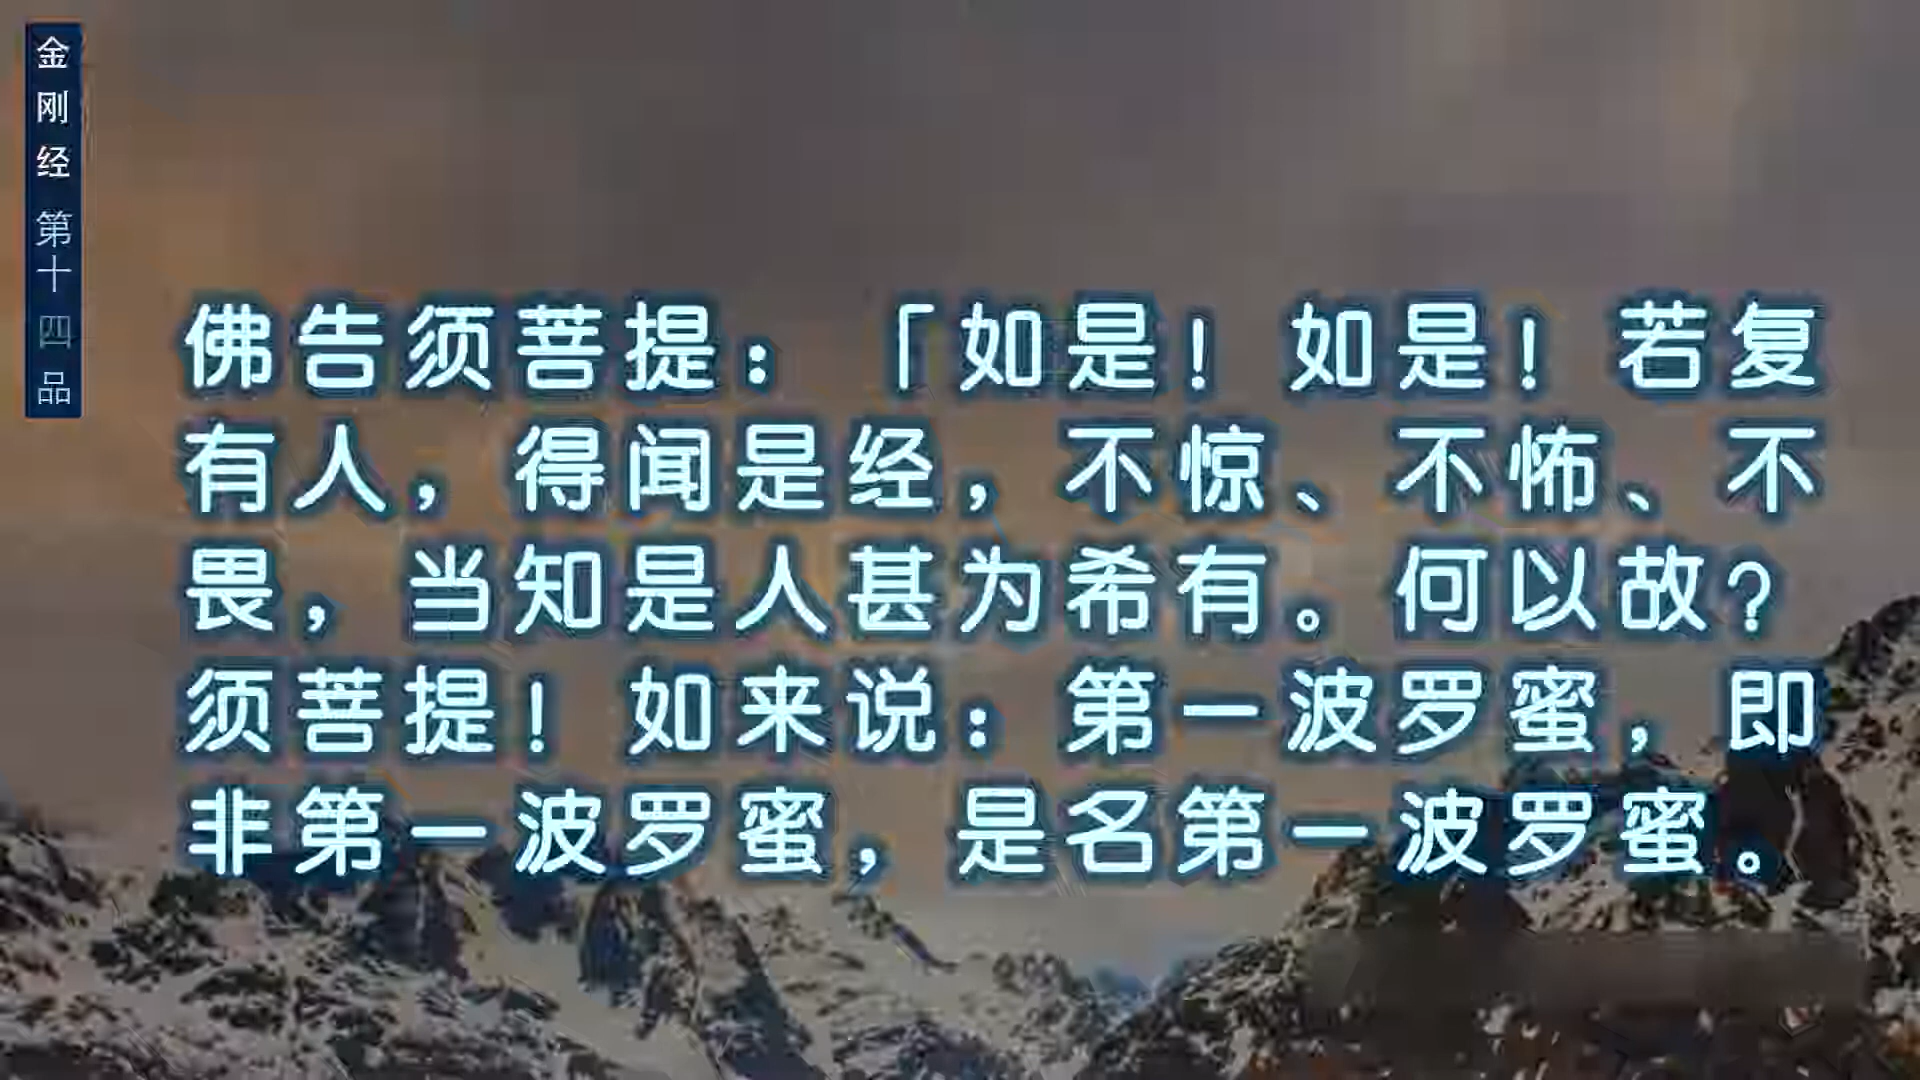 金刚经 第十四品
佛告须菩提：「如是！如是！若复
有人，得闻是经，不惊、不怖、不
畏，当知是人甚为希有。何以故？
须菩提！如来说：第一波罗蜜，即
非第一波罗蜜，是名第一波罗蜜。